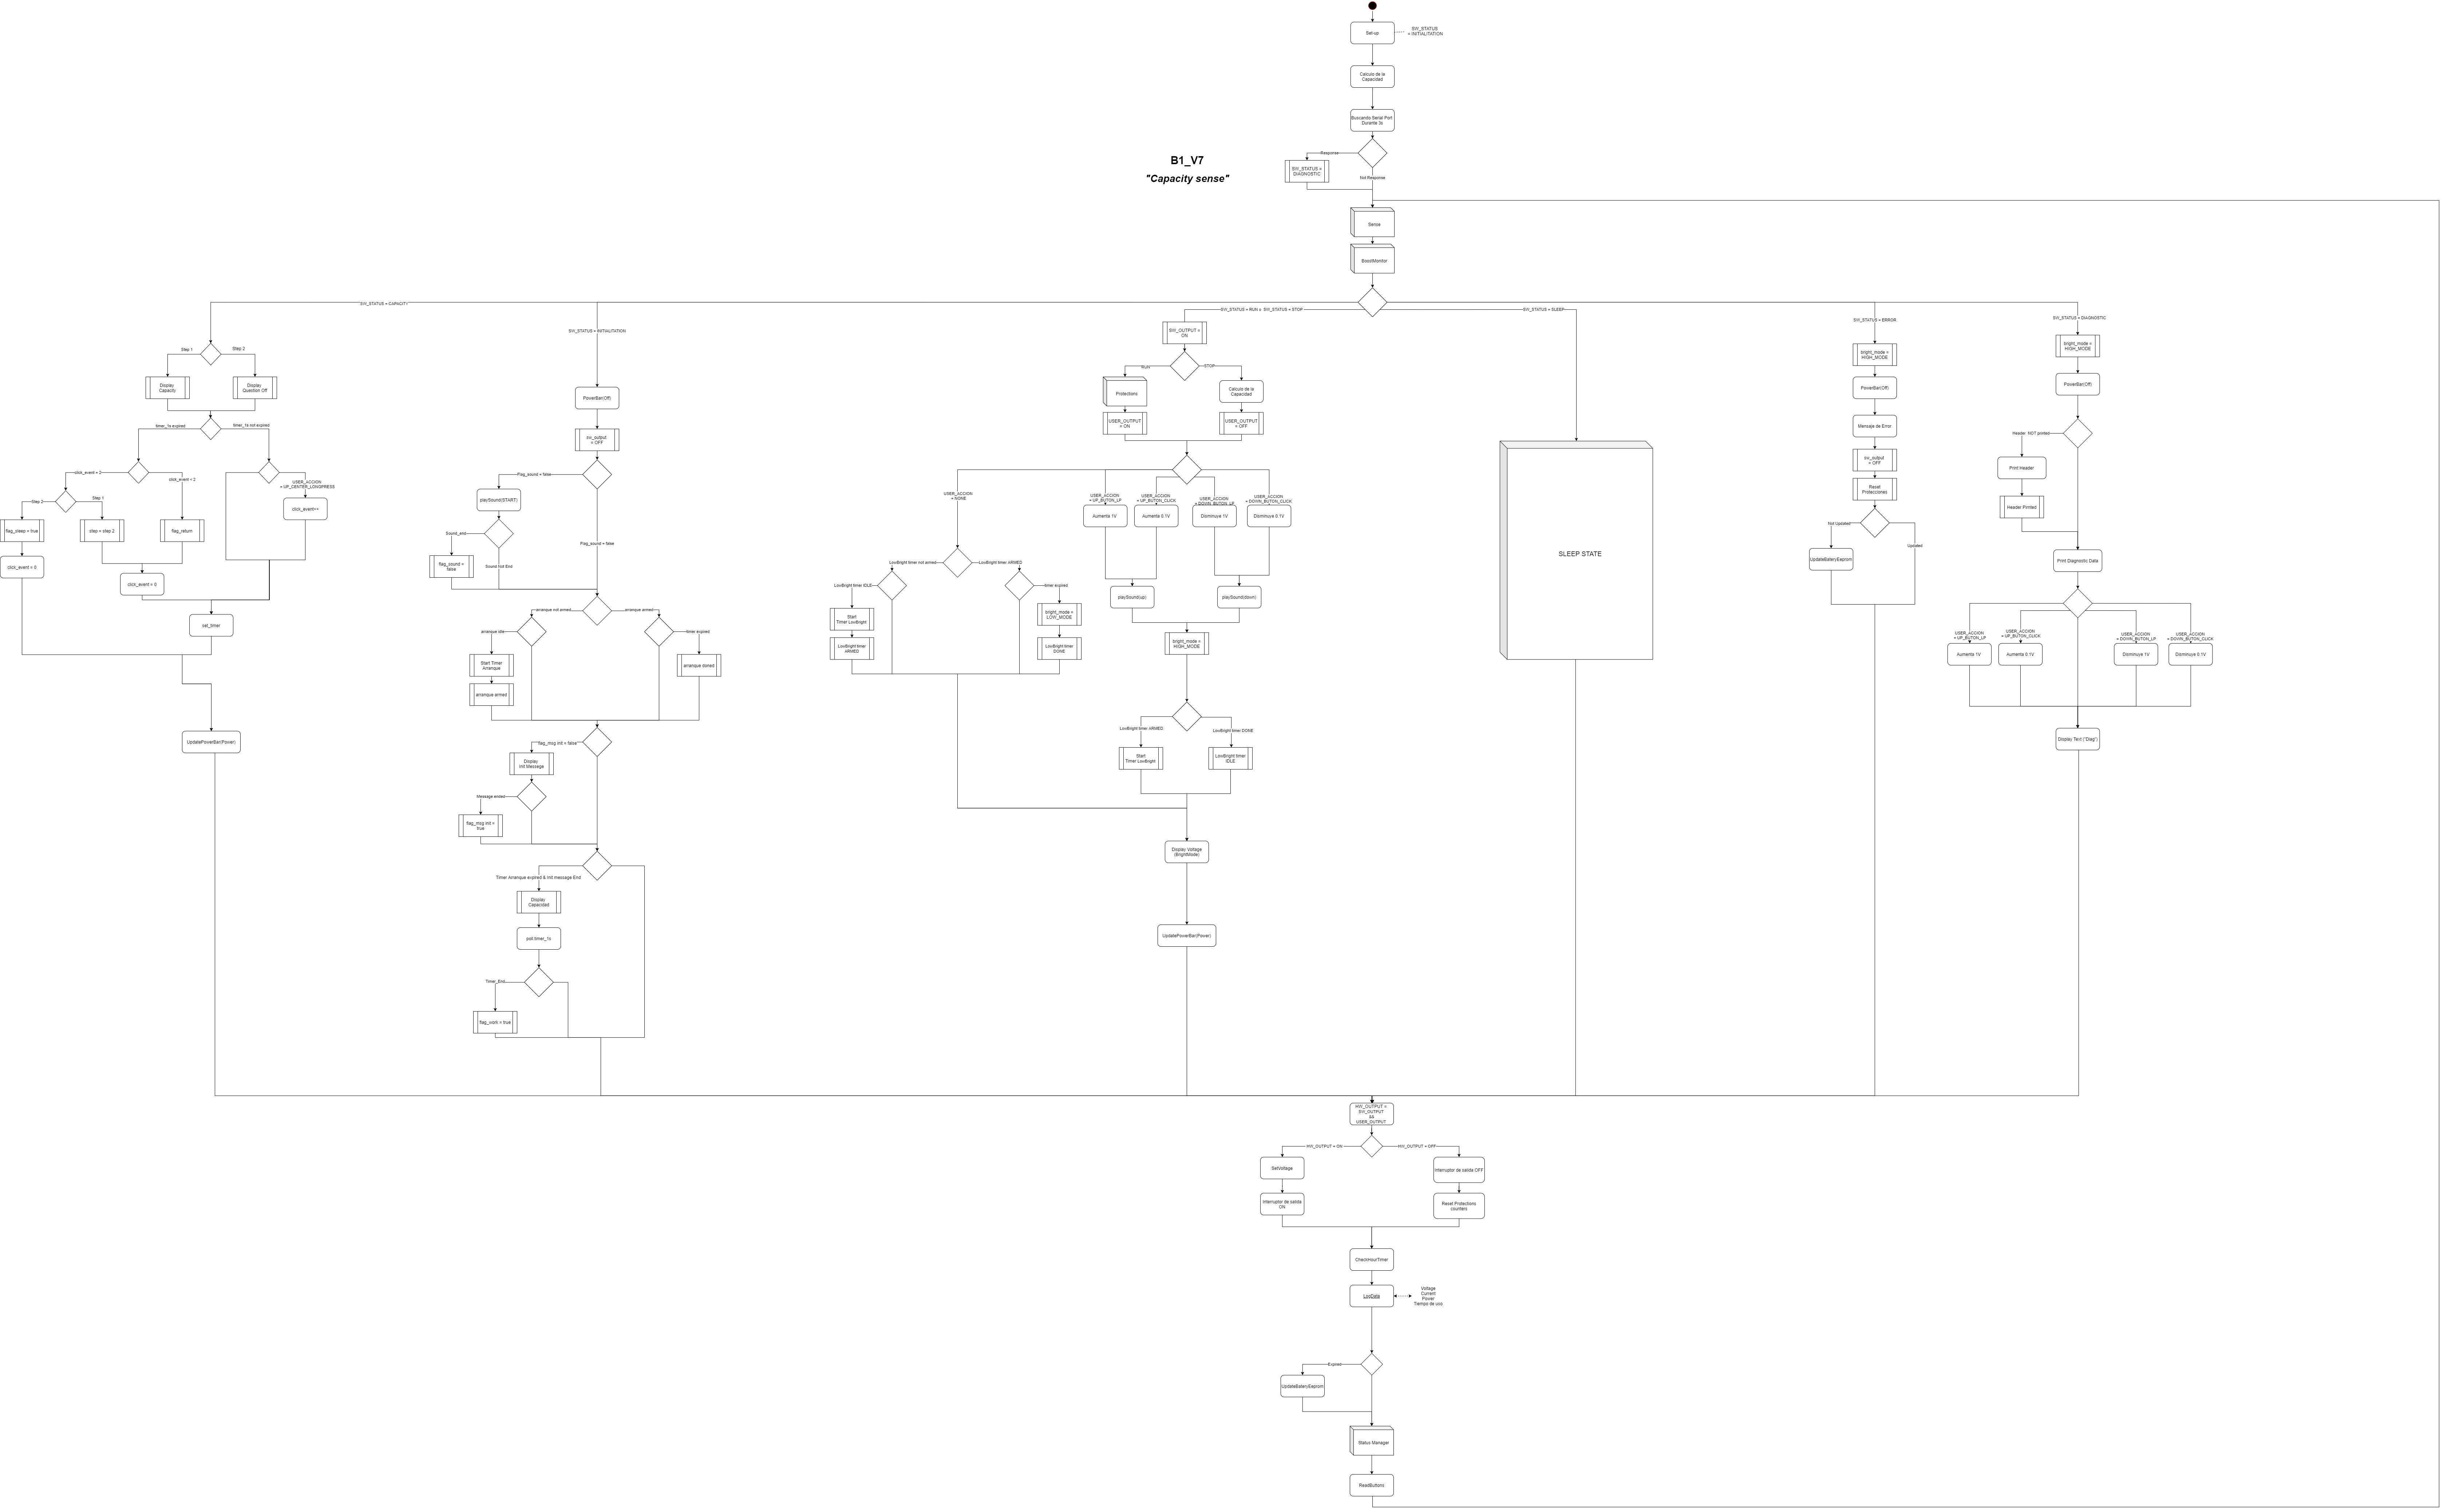 Set-up
SW_STATUS
= INITIALITATION
Calculo de la
Capacidad
Buscando Serial Port
Durante 3s
Response
SW_STATUS =
DIAGNOSTIC
Not Response
B1_V7
"Capacity sense"
Sense
BoostMonitor
SW_STATUS = CAPACITY
Step 1
Step 2
Display
Capacity
Display
Question Off
timer_1s expired
timer_1s not expired
click_event = 2
click_event = 2
USER_ACCION
= UP_CENTER_LONGPRESS
click_event++
Step 2
Step 1
flag_sleep = true
step = step 2
flag_return
click_event = 0
click_event = 0
set_timer
UpdatePowerBar(Power)
SW_STATUS = INITIALITATION
PowerBar(Off)
sw_output
= OFF
Flag_sound = false
playSound(START)
Sound_end
Sound not End
flag_sound =
false
Flag_sound = false
arranque not armed
arranque armed
arranque idle
timer expired
Start Timer
Arranque
arranque armed
arranque doned
flag_msg init = false
Display
Init Messege
Message ended
flag_msg init =
true
Timer Arranque expired & Init message End
Display
Capacidad
poll timer_1s
Timer_End
flag_work = true
SW_STATUS = RUN o SW_STATUS = STOP
SW_OUTPUT =
ON
RUN
STOP
Protections
Calculo de la
Capacidad
USER_OUTPUT
= ON
USER_OUTPUT
= OFF
USER_ACCION
= NONE
USER_ACCION
= UP_BUTON_LP
USER_ACCION
= UP_BUTON_CLICK
USER_ACCION
= DOWN_BUTON_LP
USER_ACCION
= DOWN_BUTON_CLICK
Aumenta 1V
Aumenta 0.1V
Disminuye 1V
Disminuye 0.1V
playSound(up)
playSound(down)
LowBright timer not armed
LowBright timer ARMED
LowBright timer IDLE
timer expired
Start
Timer LowBright
LowBright timer
ARMED
bright_mode =
LOW_MODE
LowBright timer
DONE
bright_mode =
HIGH_MODE
LowBright timer ARMED
LowBright timer DONE
Start
Timer LowBright
LowBright timer
IDLE
Display Voltage
(BrightMode)
UpdatePowerBar(Power)
SW_STATUS = SLEEP
SLEEP STATE
SW_STATUS = ERROR
bright_mode =
HIGH_MODE
PowerBar(Off)
Mensaje de Error
sw_output
= OFF
Reset
Protecciones
Not Updated
Updated
UpdateBateryEeprom
SW_STATUS = DIAGNOSTIC
bright_mode =
HIGH_MODE
PowerBar(Off)
Header NOT printed
Print Header
Header Pirnted
Print Diagnostic Data
USER_ACCION
= UP_BUTON_LP
USER_ACCION
= UP_BUTON_CLICK
USER_ACCION
= DOWN_BUTON_LP
USER_ACCION
= DOWN_BUTON_CLICK
Aumenta 1V
Aumenta 0.1V
Disminuye 1V
Disminuye 0.1V
Display Text ("Diag")
HW_OUTPUT =
SW_OUTPUT
&&
USER_OUTPUT
HW_OUTPUT = ON
HW_OUTPUT = OFF
SetVoltage
Interruptor de salida OFF
Interruptor de salida
ON
Reset Protections
counters
CheckHourTimer
LogData
Voltage
Current
Power
Tiempo de uso
Expired
UpdateBateryEeprom
Status Manager
ReadButtons